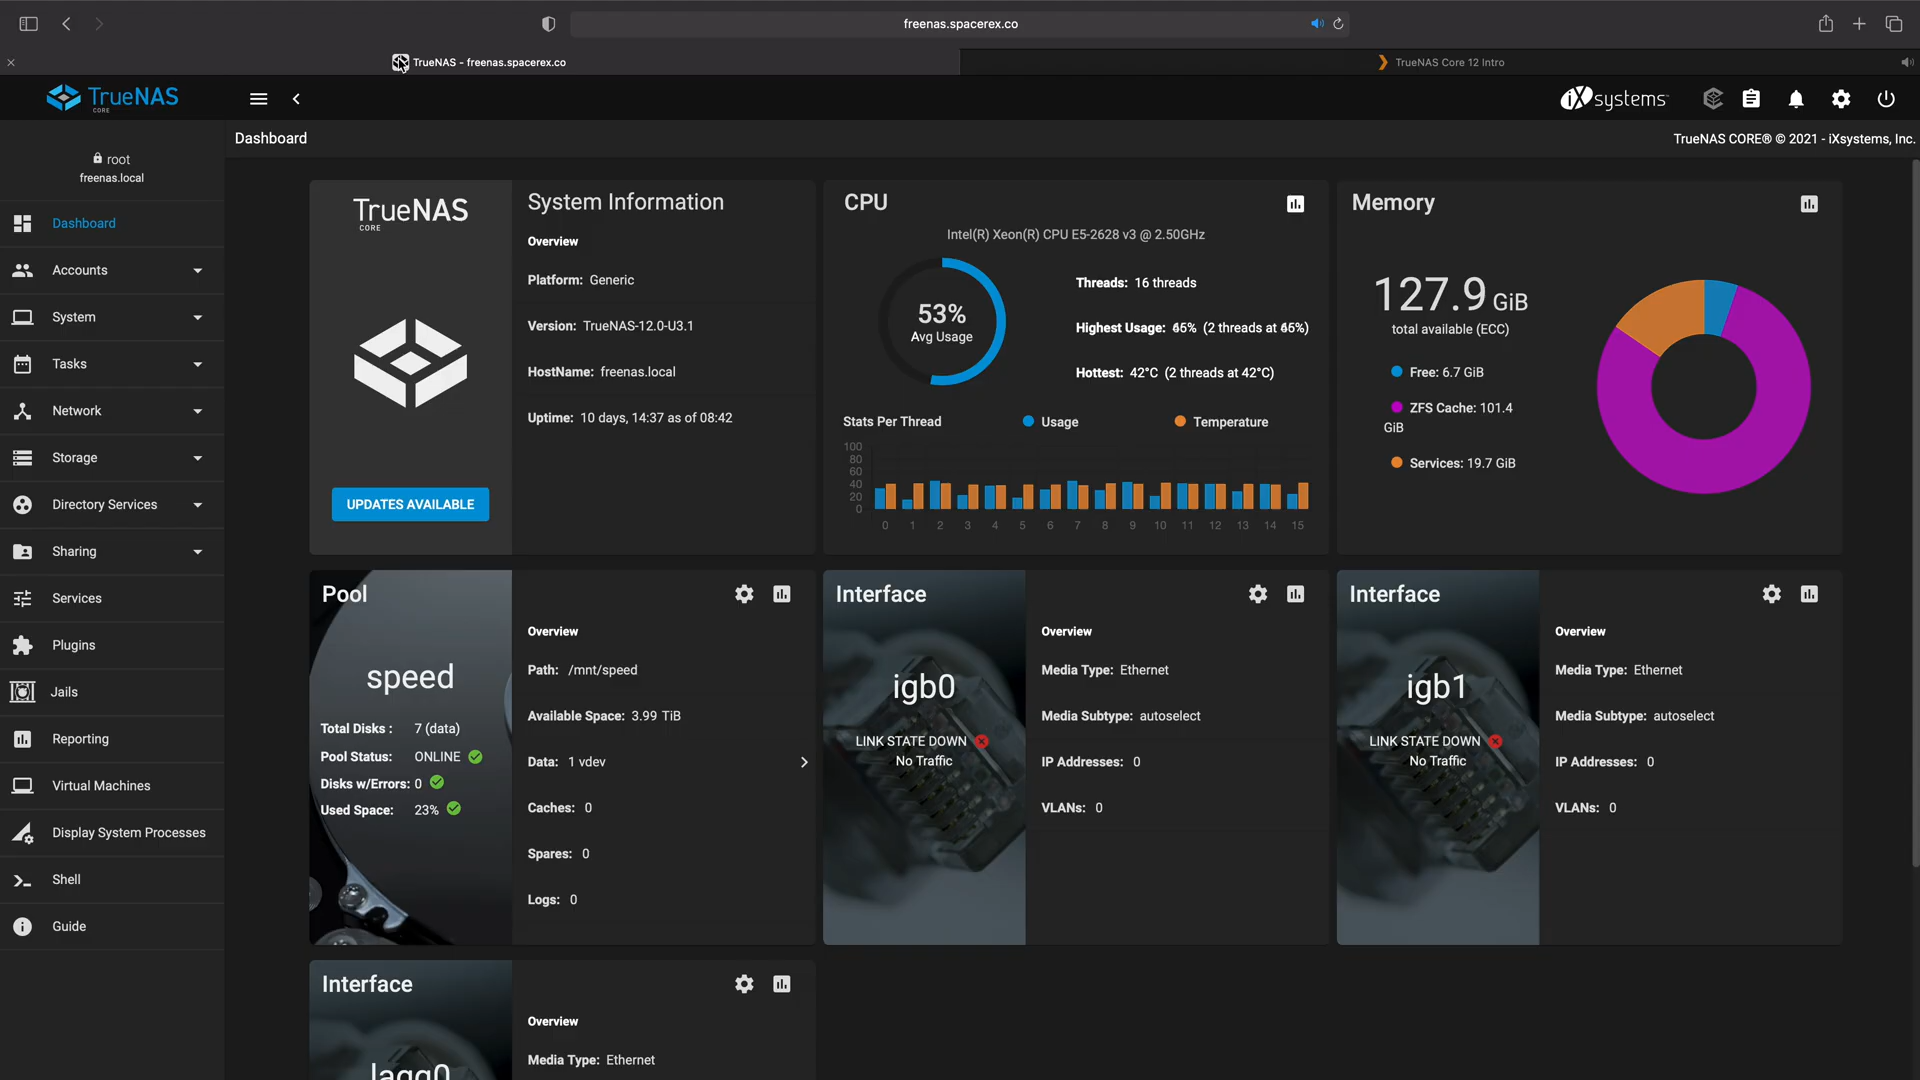 freenas.spacerex.co
TrueNAS - freenas.spacerex.co
TrueNAS Core 12 Intro
TrueNAS
CORE
iXsystems
Dashboard
TrueNAS CORE® © 2021 - iXsystems, Inc.
root
freenas.local
Dashboard
Accounts
System
Tasks
Network
Storage
Directory Services
Sharing
Services
Plugins
Jails
Reporting
Virtual Machines
Display System Processes
Shell
Guide
TrueNAS
CORE
UPDATES AVAILABLE
System Information
Overview
Platform: Generic
Version: TrueNAS-12.0-U3.1
HostName: freenas.local
Uptime: 10 days, 14:37 as of 08:42
CPU
Intel(R) Xeon(R) CPU E5-2628 v3 @ 2.50GHz
53%
Avg Usage
Threads: 16 threads
Highest Usage: (2 threads at
Hottest: 42°C (2 threads at 42°C)
Stats Per Thread
Usage
Temperature
100
80
60
40
20
0
0 1 2 3 4 5 6 7 8 9 10 11 12 13 14 15
Memory
127.9 GiB
total available (ECC)
Free: 6.7 GiB
ZFS Cache: 101.4
GiB
Services: 19.7 GiB
Pool
speed
Total Disks : 7 (data)
Pool Status: ONLINE
Disks w/Errors: 0
Used Space: 23%
Overview
Path: /mnt/speed
Available Space: 3.99 TiB
Data: 1 vdev
Caches: 0
Spares: 0
Logs: 0
Interface
igb0
LINK STATE DOWN
No Traffic
Overview
Media Type: Ethernet
Media Subtype: autoselect
IP Addresses: 0
VLANs: 0
Interface
igb1
LINK STATE DOWN
No Traffic
Overview
Media Type: Ethernet
Media Subtype: autoselect
IP Addresses: 0
VLANs: 0
Interface
lagg0
Overview
Media Type: Ethernet